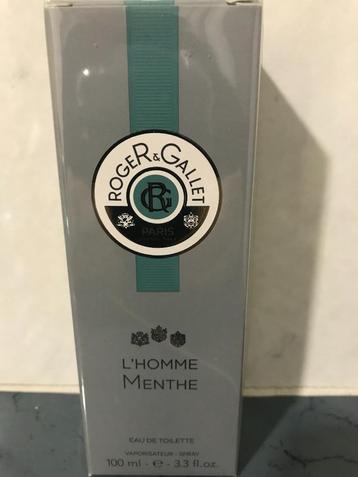 ROGER & GALLET
RG
PARIS
L'HOMME
MENTHE
EAU DE TOILETTE
VAPORISATEUR - SPRAY
100 ml - ℮ - 3.3 fl.oz.